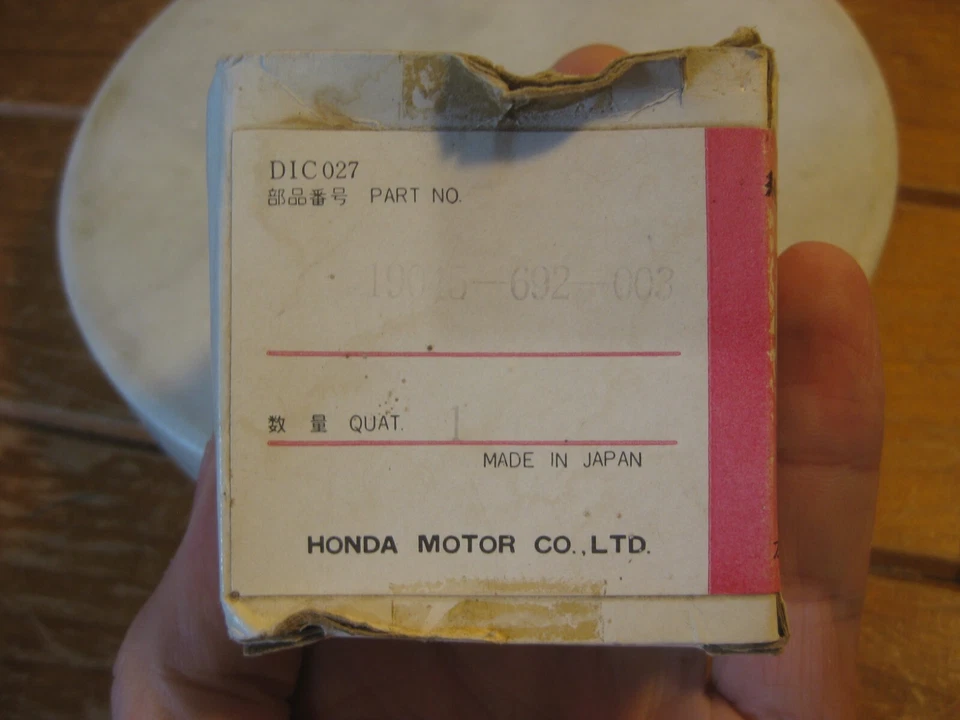 DIC027
部品番号 PART NO.
692-003
数 量 QUAT. 1
MADE IN JAPAN
HONDA MOTOR CO.,LTD.